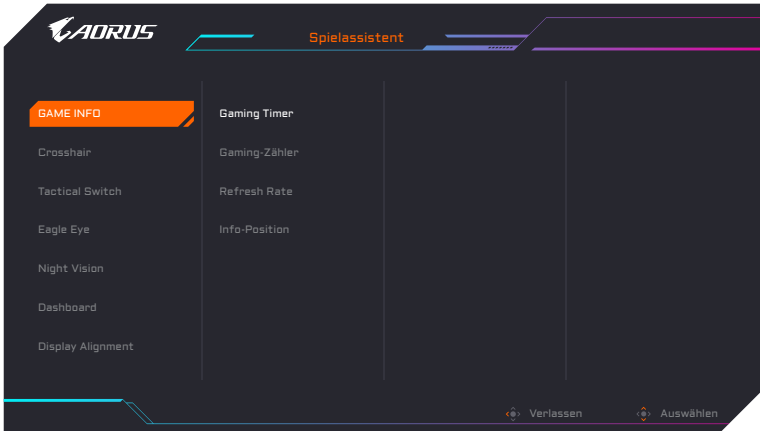 AORUS
Spielassistent
GAME INFO
Crosshair
Tactical Switch
Eagle Eye
Night Vision
Dashboard
Display Alignment
Gaming Timer
Gaming-Zähler
Refresh Rate
Info-Position
Verlassen
Auswählen